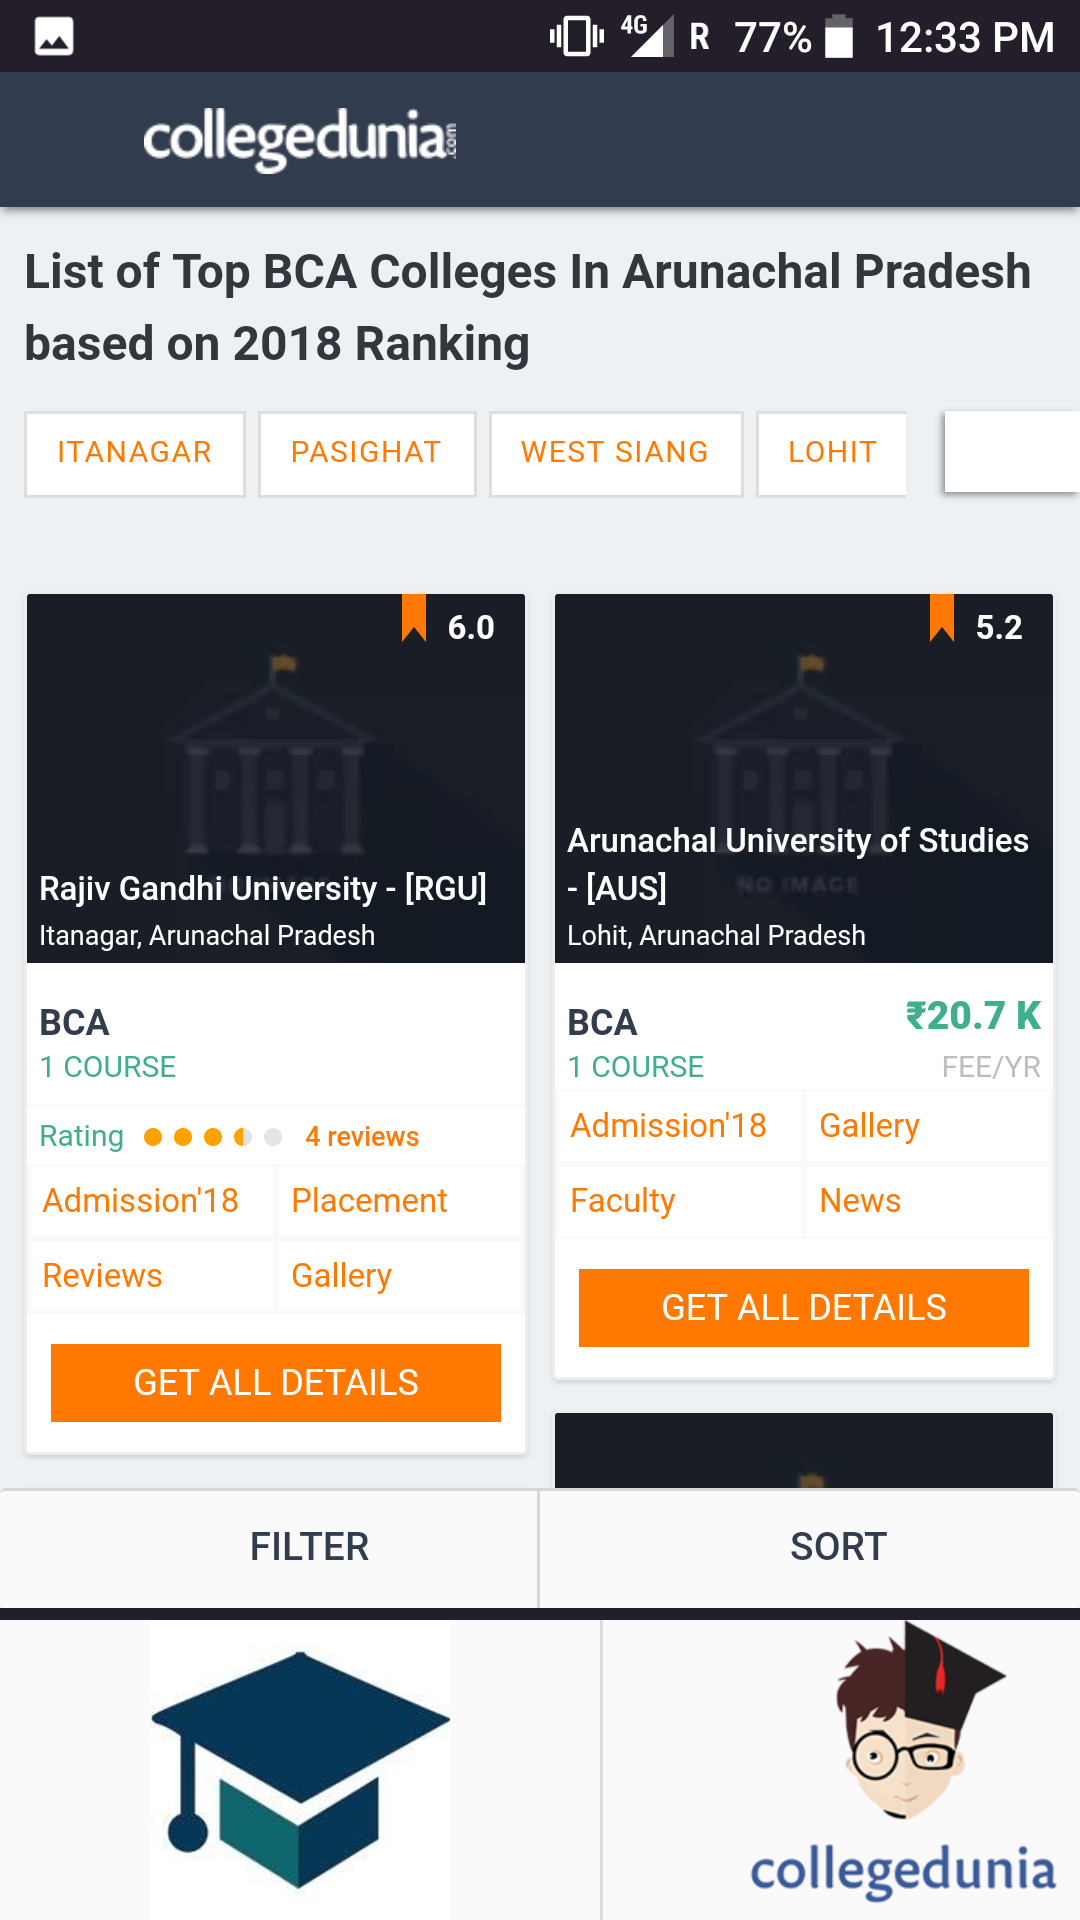 4G R 77% 12:33 PM
collegedunia.com
List of Top BCA Colleges In Arunachal Pradesh
based on 2018 Ranking
ITANAGAR PASIGHAT WEST SIANG LOHIT
6.0
Rajiv Gandhi University - [RGU]
Itanagar, Arunachal Pradesh
BCA
1 COURSE
Rating 4 reviews
Admission'18 Placement
Reviews Gallery
GET ALL DETAILS
5.2
NO IMAGE
Arunachal University of Studies
- [AUS]
Lohit, Arunachal Pradesh
BCA ₹20.7 K
1 COURSE FEE/YR
Admission'18 Gallery
Faculty News
GET ALL DETAILS
FILTER SORT
collegedunia